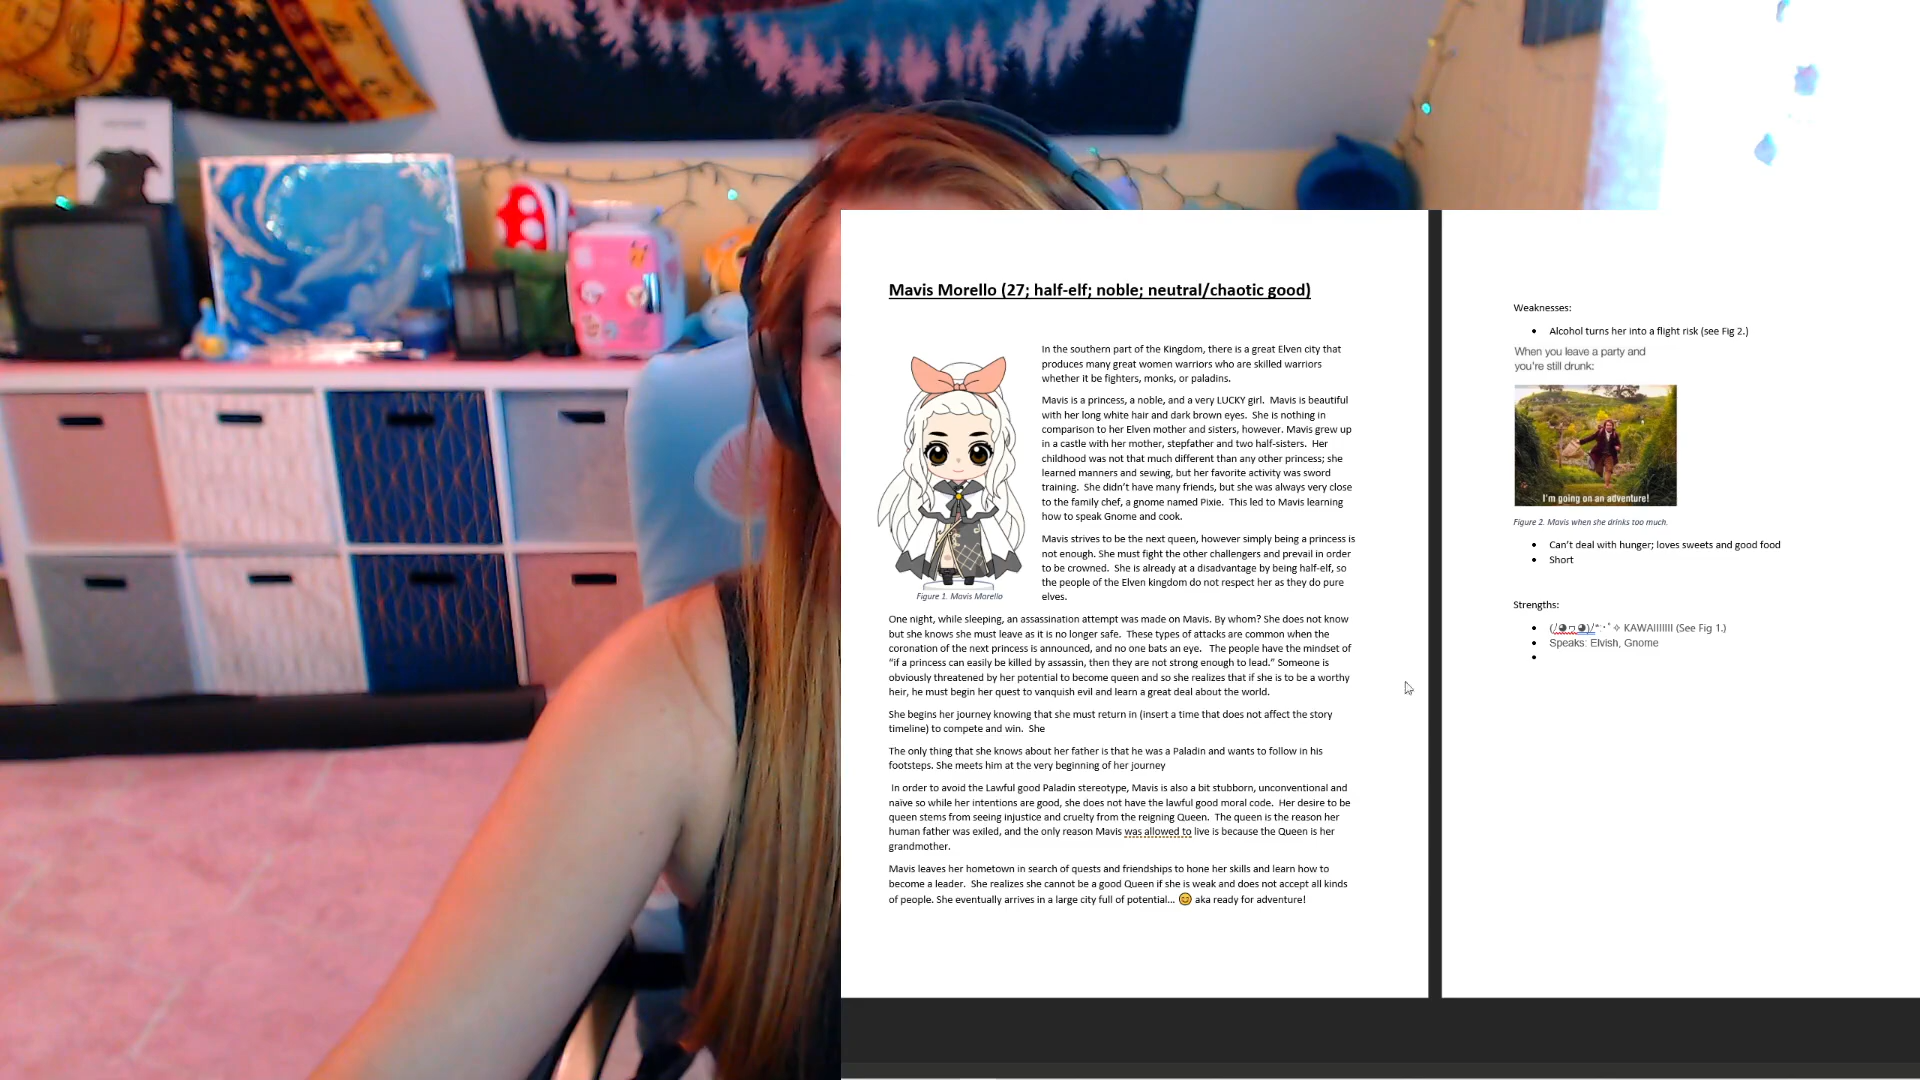 Mavis Morello (27; half-elf; noble; neutral/chaotic good)
In the southern part of the Kingdom, there is a great Elven city that
produces many great women warriors who are skilled warriors
whether it be fighters, monks, or paladins.
Mavis is a princess, a noble, and a very LUCKY girl. Mavis is beautiful
with her long white hair and dark brown eyes. She is nothing in
comparison to her Elven mother and sisters, however. Mavis grew up
in a castle with her mother, stepfather and two half-sisters. Her
childhood was not that much different than any other princess; she
learned manners and sewing, but her favorite activity was sword
training. She didn't have many friends, but she was always very close
to the family chef, a gnome named Pixie. This led to Mavis learning
how to speak Gnome and cook.
Mavis strives to be the next queen, however simply being a princess is
not enough. She must fight the other challengers and prevail in order
to be crowned. She is already at a disadvantage by being half-elf, so
the people of the Elven kingdom do not respect her as they do pure
elves.
Figure 1. Mavis Morello
One night, while sleeping, an assassination attempt was made on Mavis. By whom? She does not know
but she knows she must leave as it is no longer safe. These types of attacks are common when the
coronation of the next princess is announced, and no one bats an eye. The people have the mindset of
“if a princess can easily be killed by assassin, then they are not strong enough to lead.” Someone is
obviously threatened by her potential to become queen and so she realizes that if she is to be a worthy
heir, he must begin her quest to vanquish evil and learn a great deal about the world.
She begins her journey knowing that she must return in (insert a time that does not affect the story
timeline) to compete and win. She
The only thing that she knows about her father is that he was a Paladin and wants to follow in his
footsteps. She meets him at the very beginning of her journey
In order to avoid the Lawful good Paladin stereotype, Mavis is also a bit stubborn, unconventional and
naive so while her intentions are good, she does not have the lawful good moral code. Her desire to be
queen stems from seeing injustice and cruelty from the reigning Queen. The queen is the reason her
human father was exiled, and the only reason Mavis was allowed to live is because the Queen is her
grandmother.
Mavis leaves her hometown in search of quests and friendships to hone her skills and learn how to
become a leader. She realizes she cannot be a good Queen if she is weak and does not accept all kinds
of people. She eventually arrives in a large city full of potential... 😊 aka ready for adventure!
Weaknesses:
• Alcohol turns her into a flight risk (see Fig 2.)
When you leave a party and
you're still drunk:
I'm going on an adventure!
Figure 2. Mavis when she drinks too much.
• Can't deal with hunger; loves sweets and good food
• Short
Strengths:
• (ﾉ◕ヮ◕)ﾉ*:･ﾟ✧ KAWAIIIIIII (See Fig 1.)
• Speaks: Elvish, Gnome
•